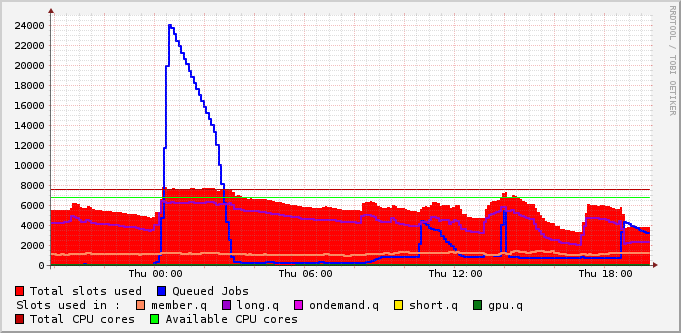 24000
22000
20000
18000
16000
14000
12000
10000
8000
6000
4000
2000
0
Thu 00:00 Thu 06:00 Thu 12:00 Thu 18:00
Total slots used Queued Jobs
Slots used in : member.q long.q ondemand.q short.q gpu.q
Total CPU cores Available CPU cores
RRDTOOL / TOBI OETIKER